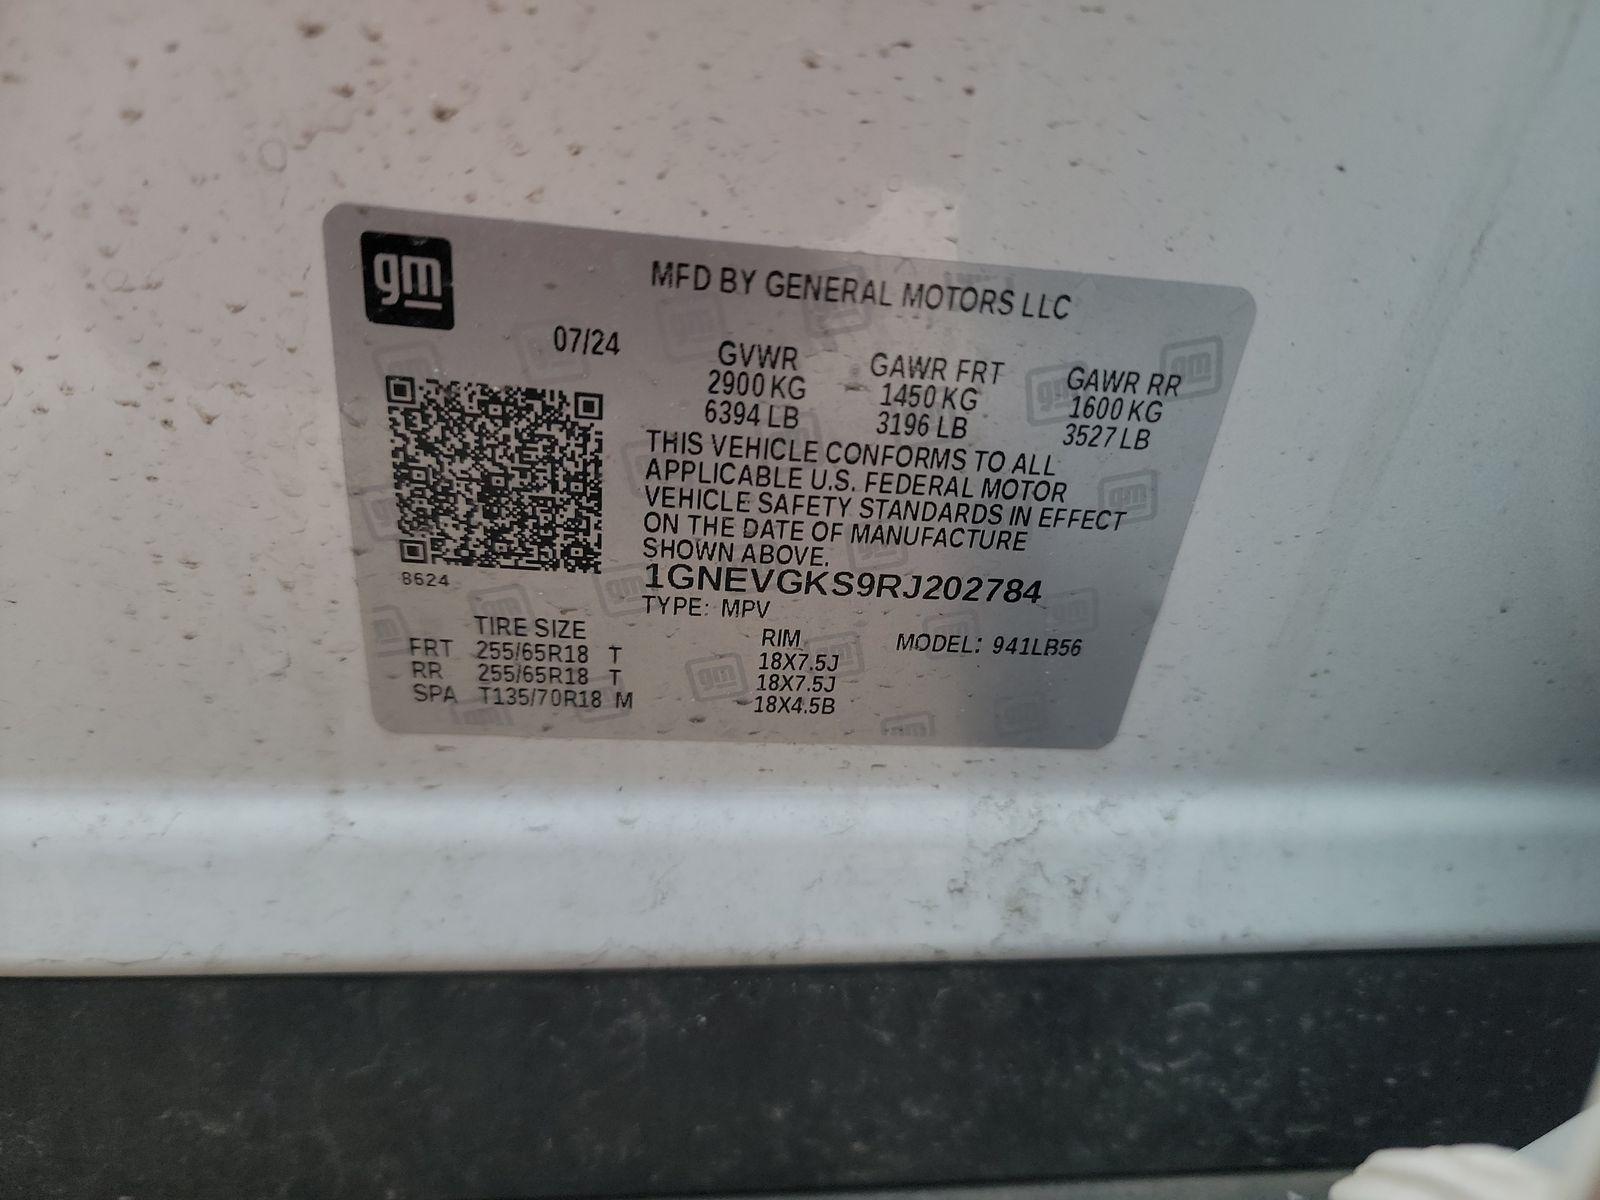 gm
MFD BY GENERAL MOTORS LLC
07/24
GVWR GAWR FRT GAWR RR
2900 KG 1450 KG 1600 KG
6394 LB 3196 LB 3527 LB
THIS VEHICLE CONFORMS TO ALL
APPLICABLE U.S. FEDERAL MOTOR
VEHICLE SAFETY STANDARDS IN EFFECT
ON THE DATE OF MANUFACTURE
SHOWN ABOVE.
8624
1GNEVGKS9RJ202784
TYPE: MPV
TIRE SIZE RIM MODEL: 941LB56
FRT 255/65R18 T 18X7.5J
RR 255/65R18 T 18X7.5J
SPA T135/70R18 M 18X4.5B